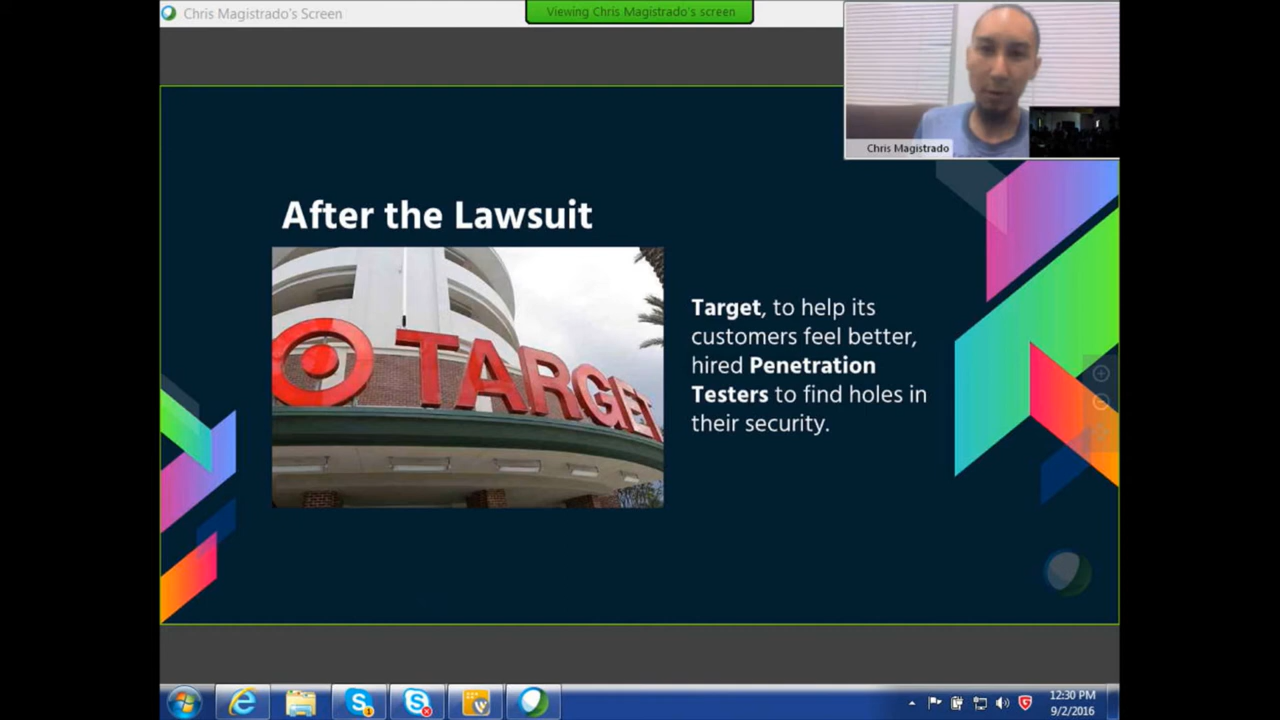 Chris Magistrado's Screen
Viewing Chris Magistrado's screen
Chris Magistrado
After the Lawsuit
TARGET
Target, to help its
customers feel better,
hired Penetration
Testers to find holes in
their security.
12:30 PM
9/2/2016